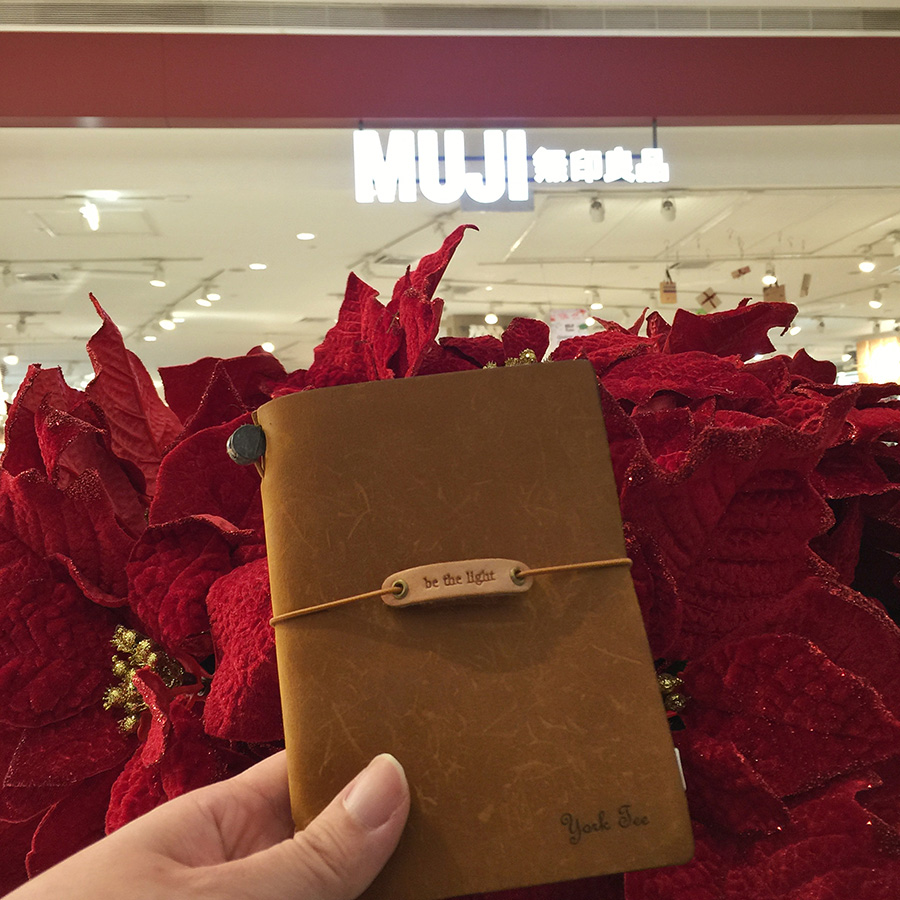 MUJI 無印良品
be the light
York Tee